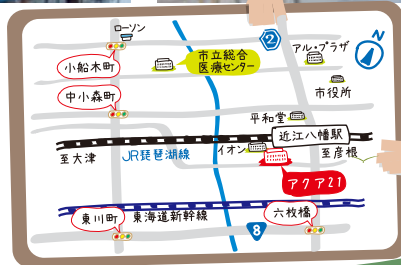 ローソン
小船木町
市立総合
医療センター
2
アル・プラザ
N
市役所
中小森町
平和堂
近江八幡駅
至大津
JR琵琶湖線
イオン
至彦根
アクア21
東川町
東海道新幹線
8
六枚橋